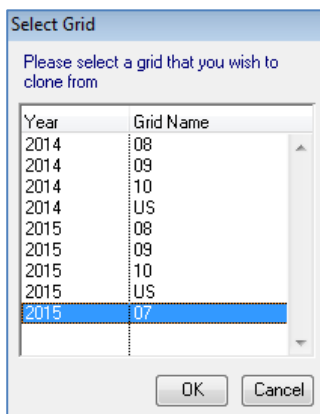 Select Grid
Please select a grid that you wish to
clone from
Year Grid Name
2014 08
2014 09
2014 10
2014 US
2015 08
2015 09
2015 10
2015 US
2015 07
OK Cancel